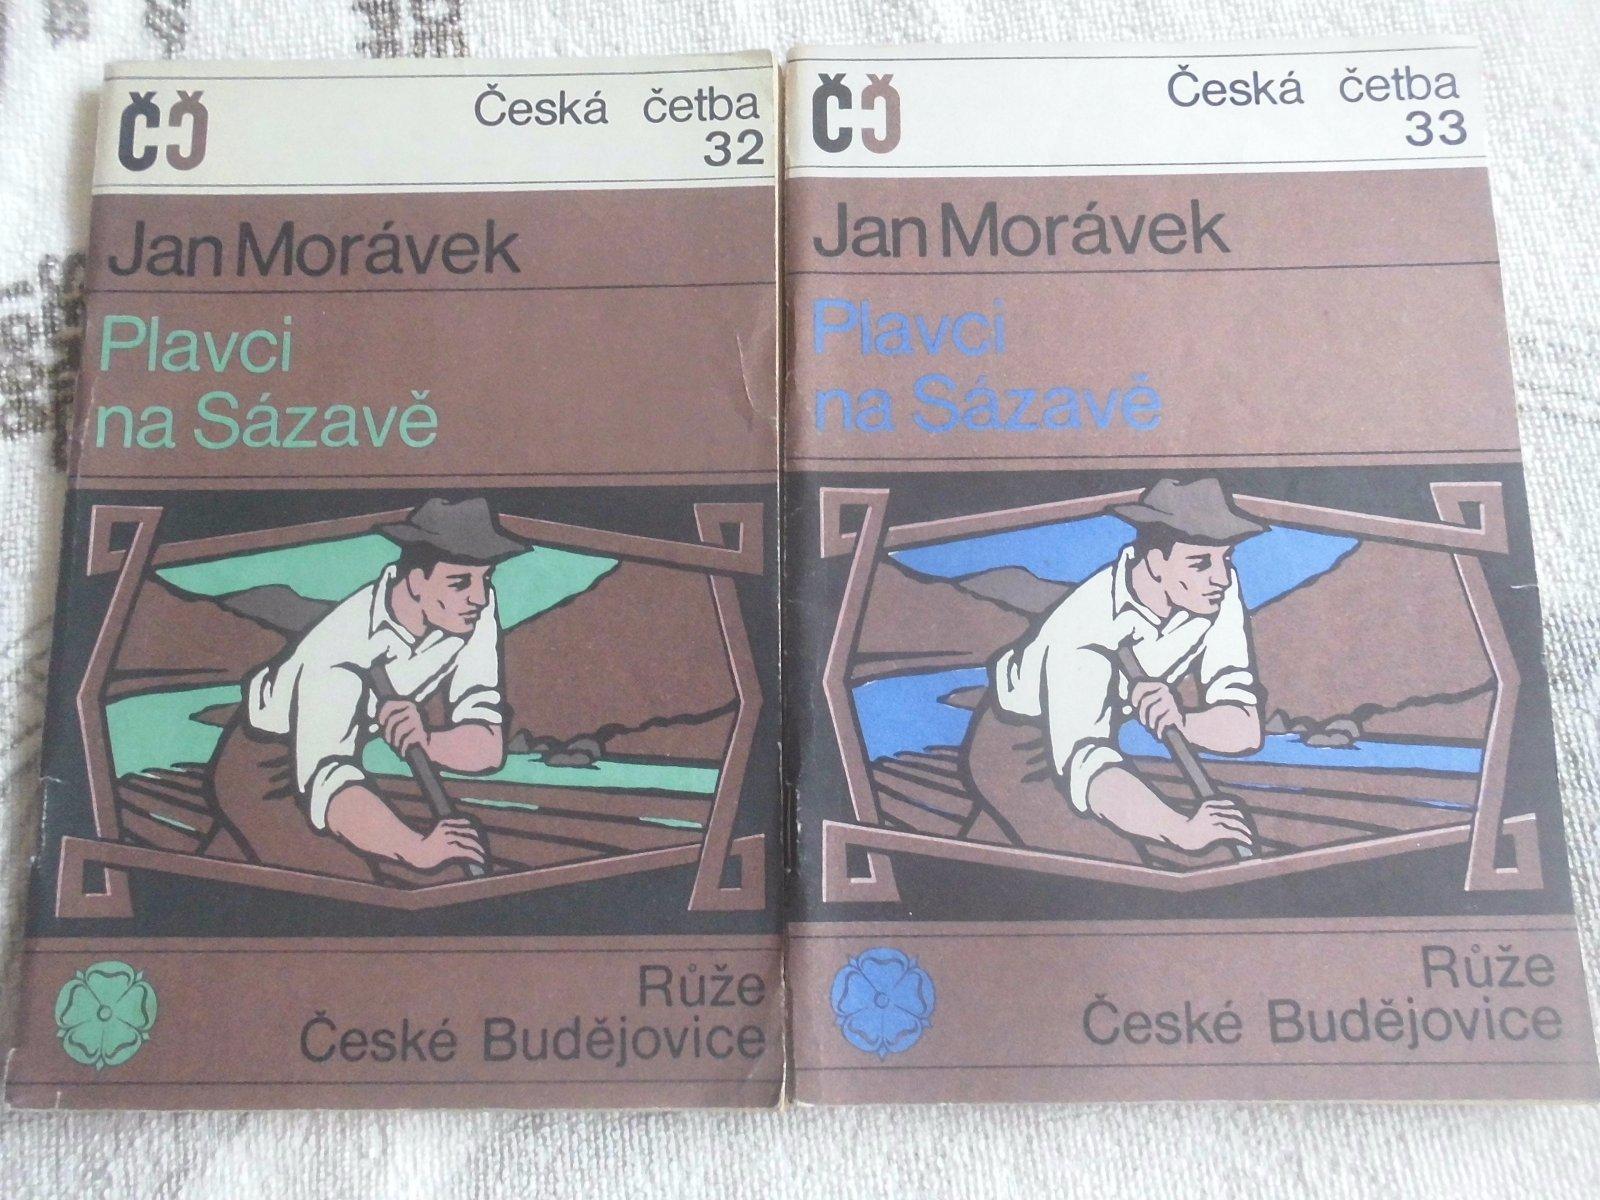 ČČ
Česká četba
32
Jan Morávek
Plavci
na Sázavě
Růže
České Budějovice
ČČ
Česká četba
33
Jan Morávek
Plavci
na Sázavě
Růže
České Budějovice